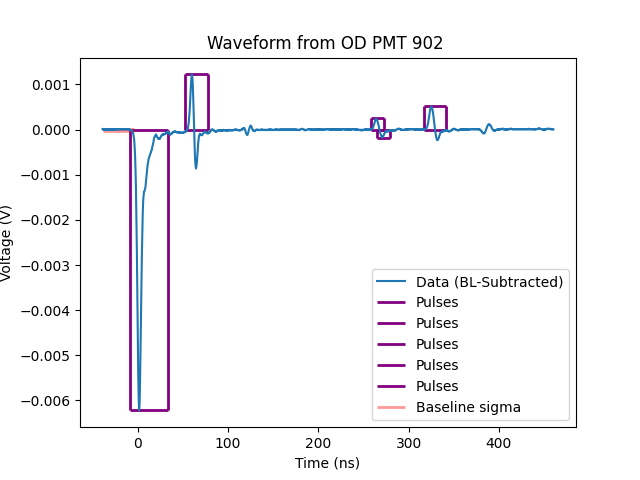 Waveform from OD PMT 902
0.001
0.000
−0.001
−0.002
−0.003
−0.004
−0.005
−0.006
Voltage (V)
0
100
200
300
400
Time (ns)
Data (BL-Subtracted)
Pulses
Pulses
Pulses
Pulses
Pulses
Baseline sigma